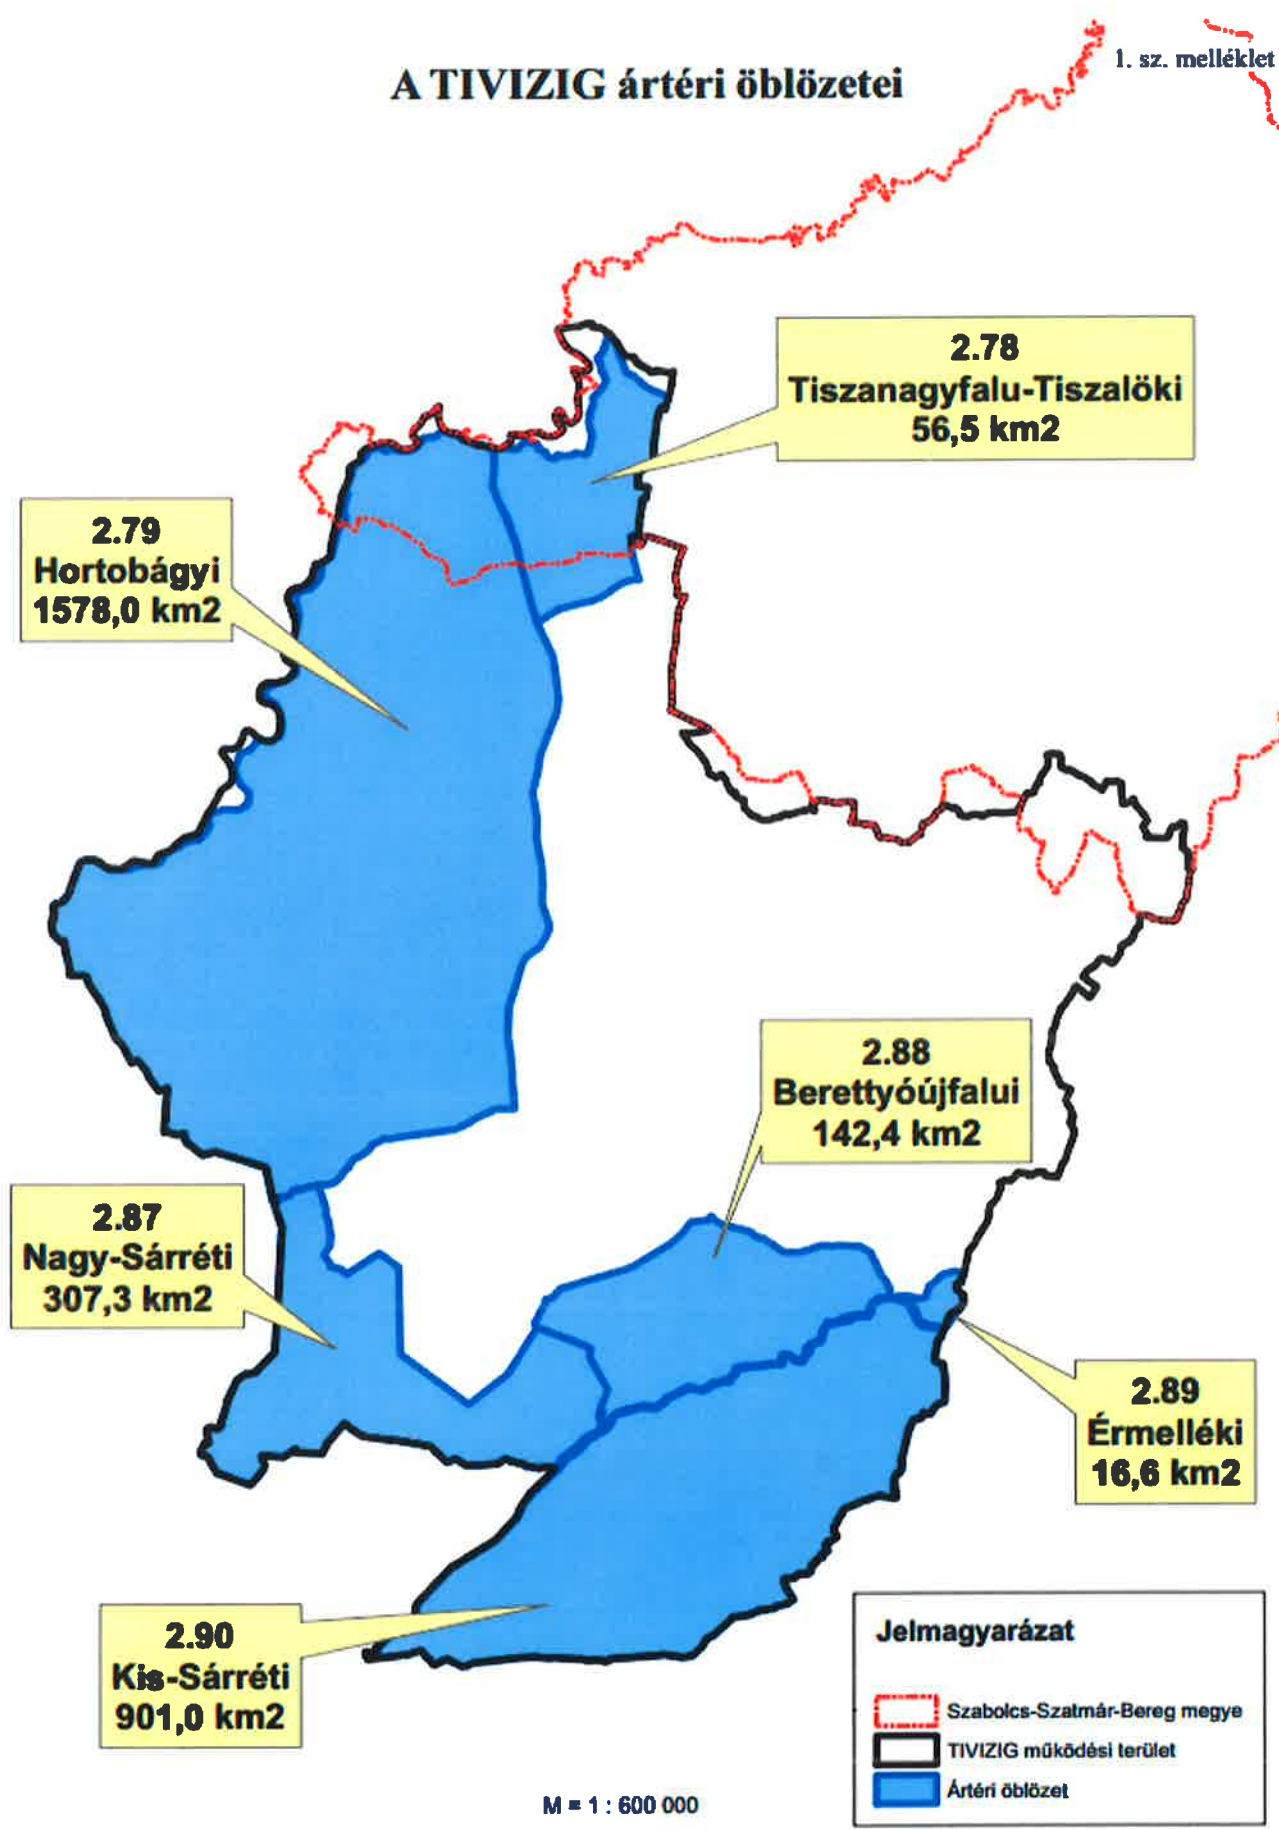 1. sz. melléklet
A TIVIZIG ártéri öblözetei
2.78
Tiszanagyfalu-Tiszalöki
56,5 km2
2.79
Hortobágyi
1578,0 km2
2.88
Berettyóújfalui
142,4 km2
2.87
Nagy-Sárréti
307,3 km2
2.89
Érmelléki
16,6 km2
2.90
Kis-Sárréti
901,0 km2
Jelmagyarázat
Szabolcs-Szatmár-Bereg megye
TIVIZIG működési terület
Ártéri öblözet
M = 1 : 600 000